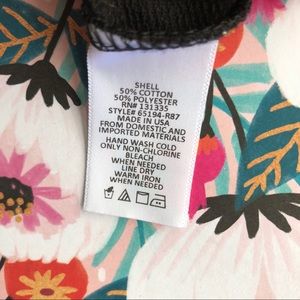 SHELL
50% COTTON
50% POLYESTER
RN# 131335
STYLE# 65194-R87
MADE IN USA
FROM DOMESTIC AND
IMPORTED MATERIALS
HAND WASH COLD
ONLY NON-CHLORINE
BLEACH
WHEN NEEDED
LINE DRY
WARM IRON
WHEN NEEDED